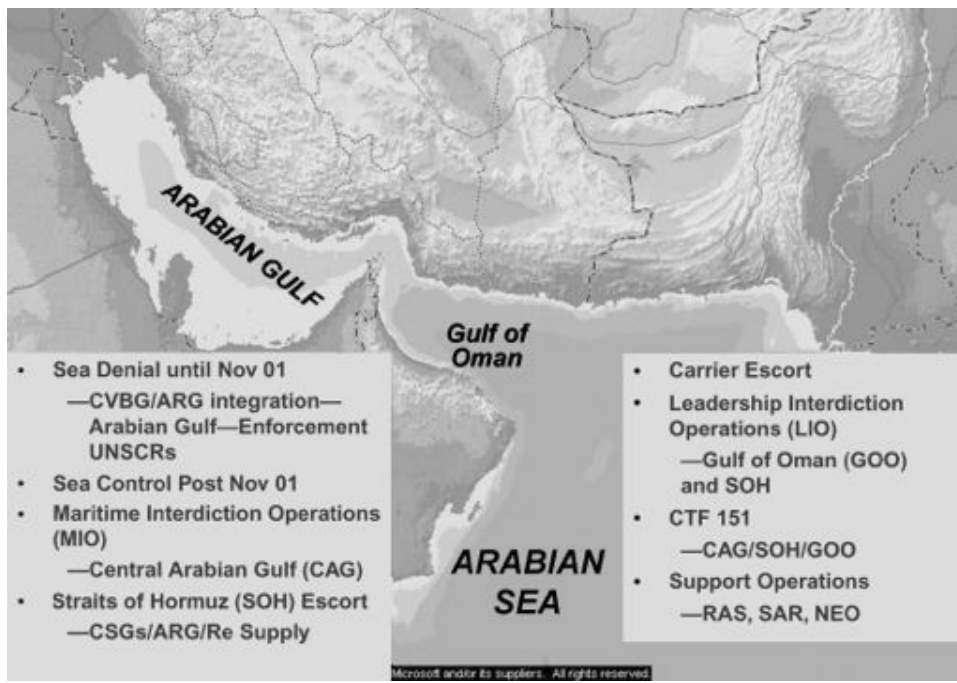 ARABIAN GULF
Gulf of
Oman
ARABIAN
SEA
• Sea Denial until Nov 01
—CVBG/ARG integration—
Arabian Gulf—Enforcement
UNSCRs
• Sea Control Post Nov 01
• Maritime Interdiction Operations
(MIO)
—Central Arabian Gulf (CAG)
• Straits of Hormuz (SOH) Escort
—CSGs/ARG/Re Supply
• Carrier Escort
• Leadership Interdiction
Operations (LIO)
—Gulf of Oman (GOO)
and SOH
• CTF 151
—CAG/SOH/GOO
• Support Operations
—RAS, SAR, NEO
Microsoft and/or its suppliers. All rights reserved.